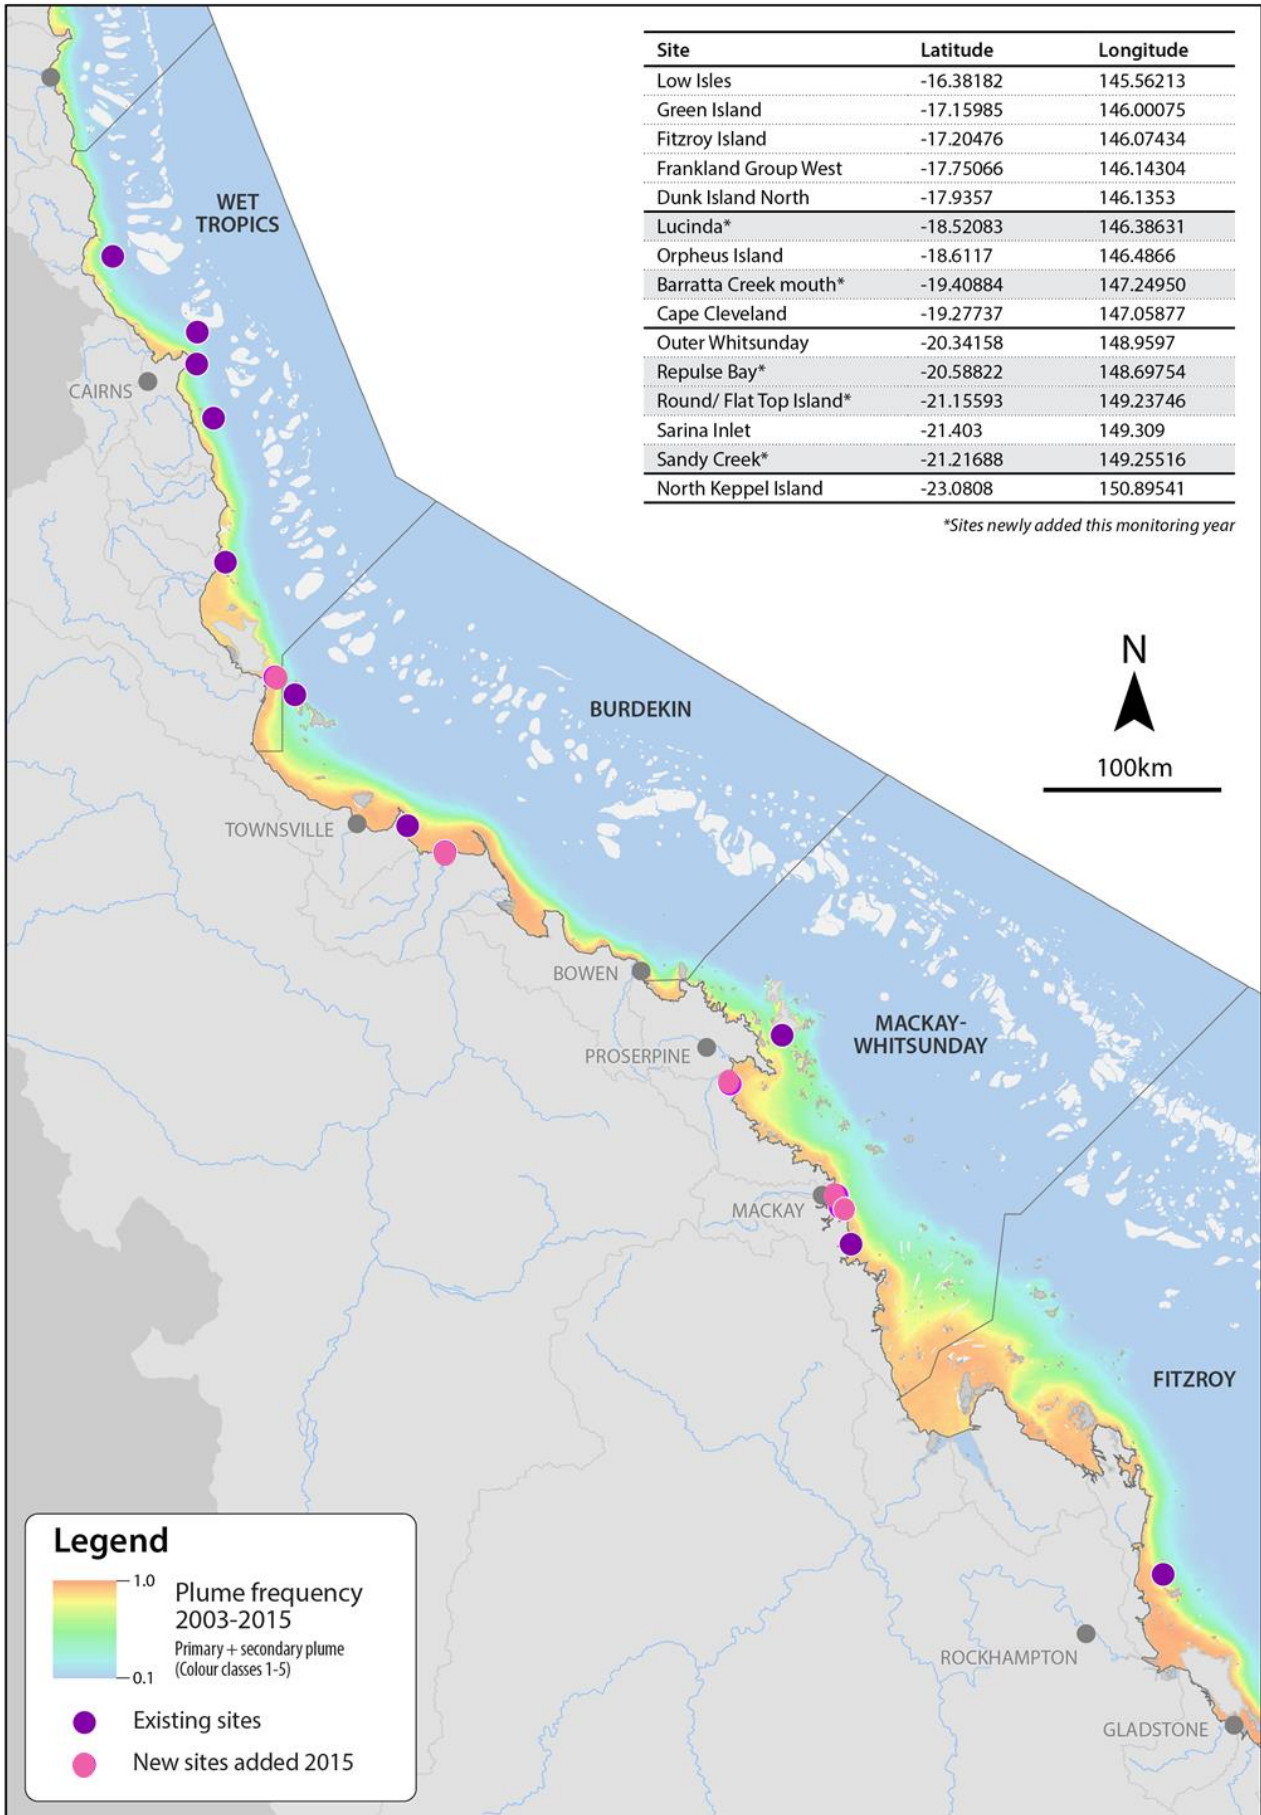 Site Latitude Longitude
Low Isles -16.38182 145.56213
Green Island -17.15985 146.00075
Fitzroy Island -17.20476 146.07434
Frankland Group West -17.75066 146.14304
Dunk Island North -17.9357 146.1353
Lucinda* -18.52083 146.38631
Orpheus Island -18.6117 146.4866
Barratta Creek mouth* -19.40884 147.24950
Cape Cleveland -19.27737 147.05877
Outer Whitsunday -20.34158 148.9597
Repulse Bay* -20.58822 148.69754
Round/ Flat Top Island* -21.15593 149.23746
Sarina Inlet -21.403 149.309
Sandy Creek* -21.21688 149.25516
North Keppel Island -23.0808 150.89541
*Sites newly added this monitoring year
WET
TROPICS
CAIRNS
N
100km
BURDEKIN
TOWNSVILLE
BOWEN
MACKAY-
WHITSUNDAY
PROSERPINE
MACKAY
FITZROY
ROCKHAMPTON
GLADSTONE
Legend
1.0
Plume frequency
2003-2015
Primary + secondary plume
(Colour classes 1-5)
0.1
Existing sites
New sites added 2015